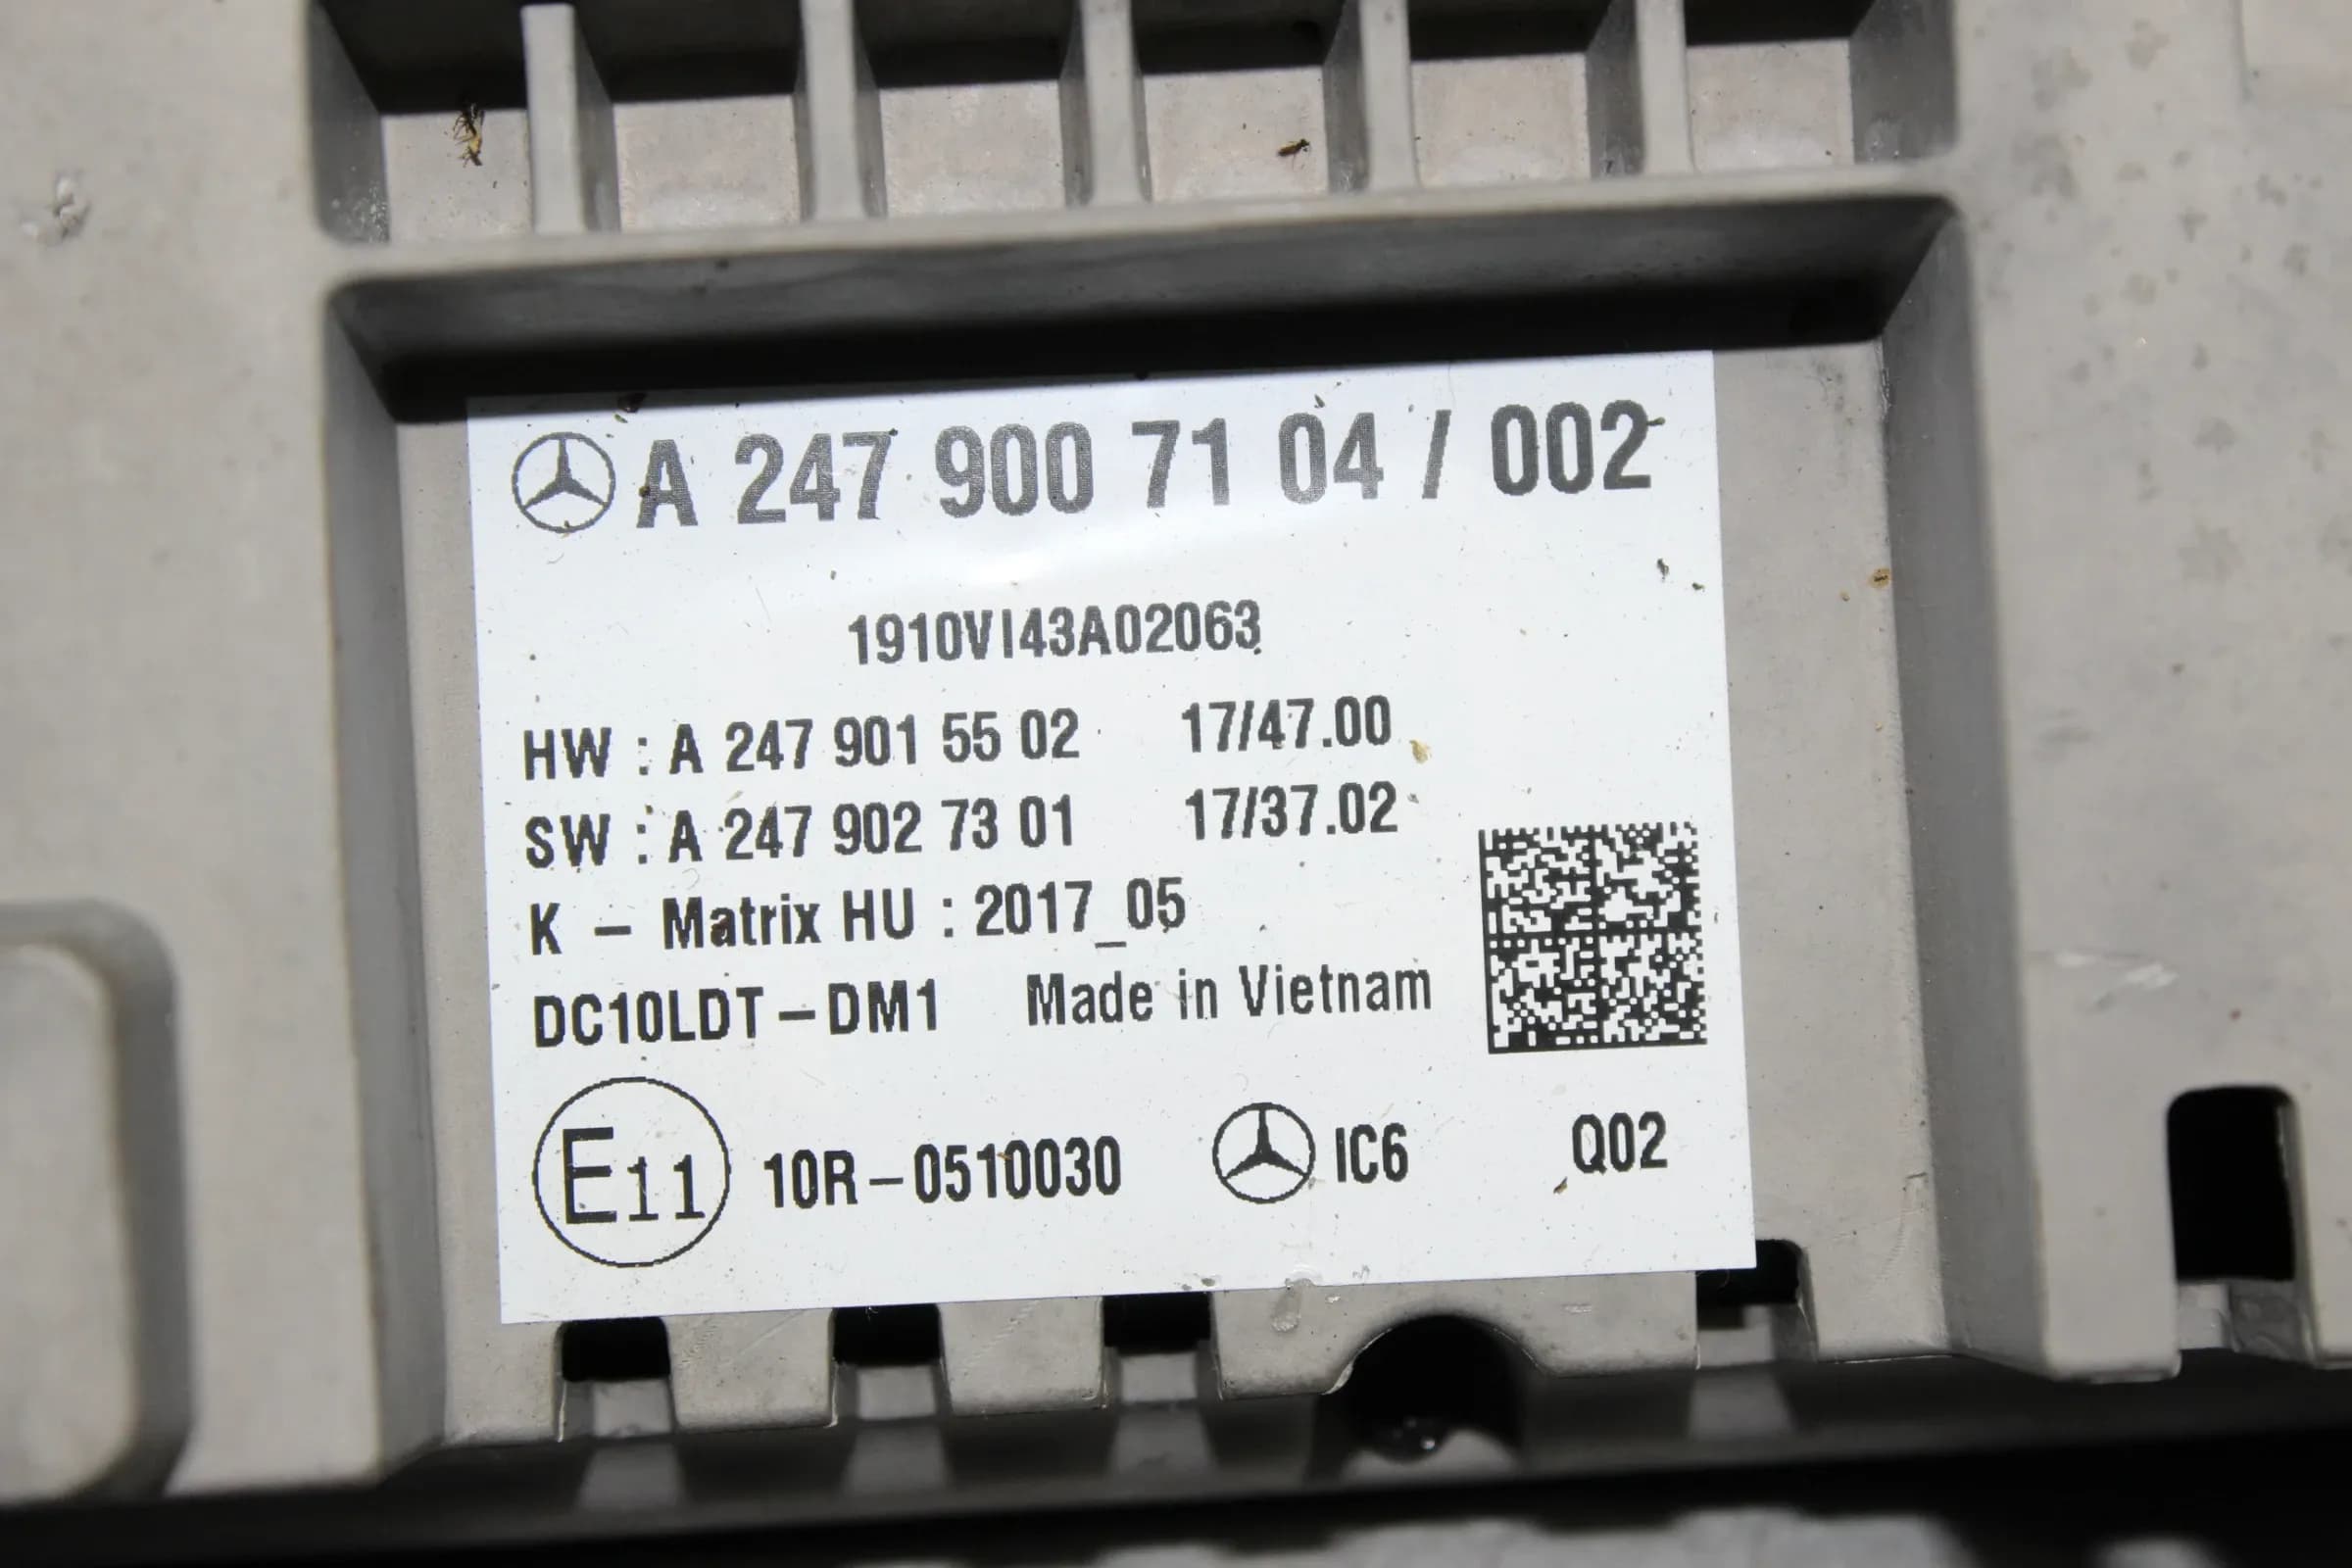 A 247 900 71 04 / 002
1910VI43A02063
HW : A 247 901 55 02 17/47.00
SW : A 247 902 73 01 17/37.02
K - Matrix HU : 2017_05
DC10LDT-DM1 Made in Vietnam
E11 10R-0510030 IC6 Q02